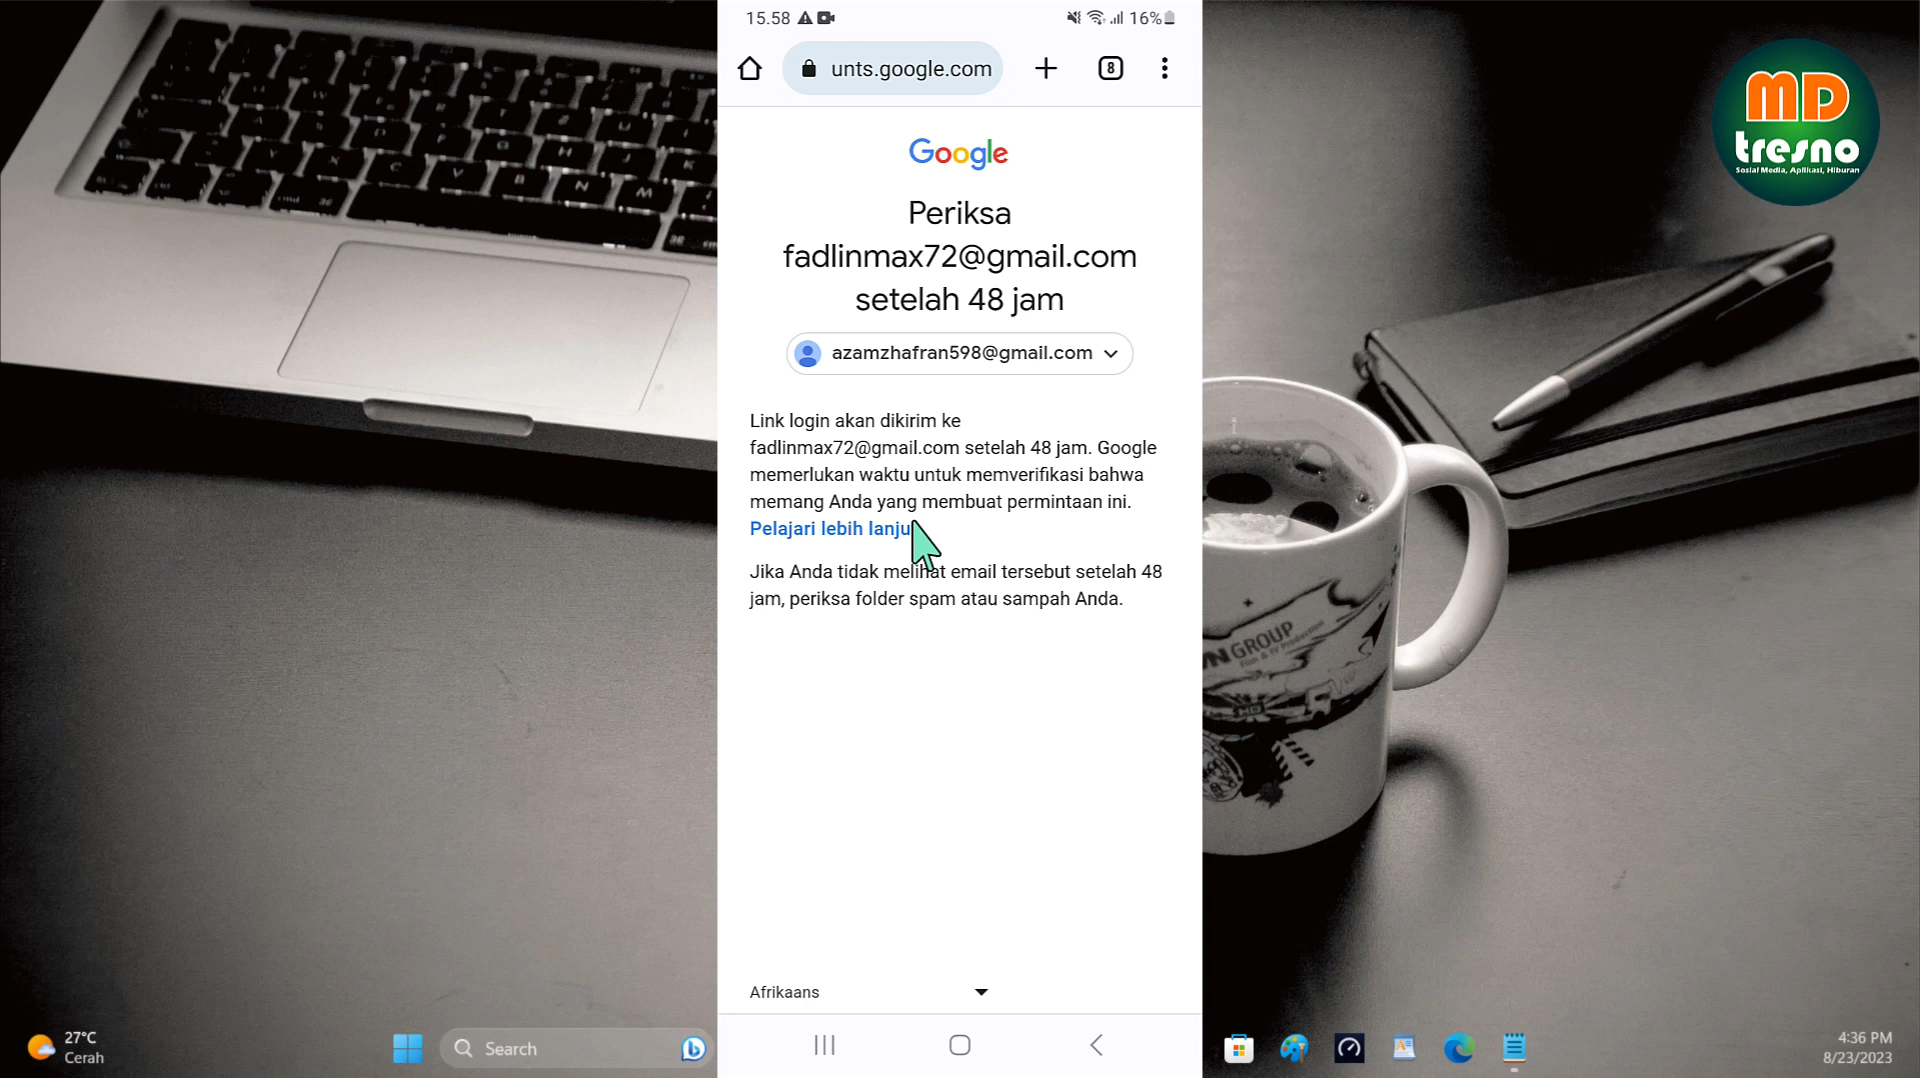 15.58
16%
unts.google.com
8
Google
Periksa
fadlinmax72@gmail.com
setelah 48 jam
azamzhafran598@gmail.com
Link login akan dikirim ke
fadlinmax72@gmail.com setelah 48 jam. Google
memerlukan waktu untuk memverifikasi bahwa
memang Anda yang membuat permintaan ini.
Pelajari lebih lanju
Jika Anda tidak melihat email tersebut setelah 48
jam, periksa folder spam atau sampah Anda.
Afrikaans
MD
tresno
Sosial Media, Aplikasi, Hiburan
GROUP
Film & TV Production
27°C
Cerah
Search
4:36 PM
8/23/2023